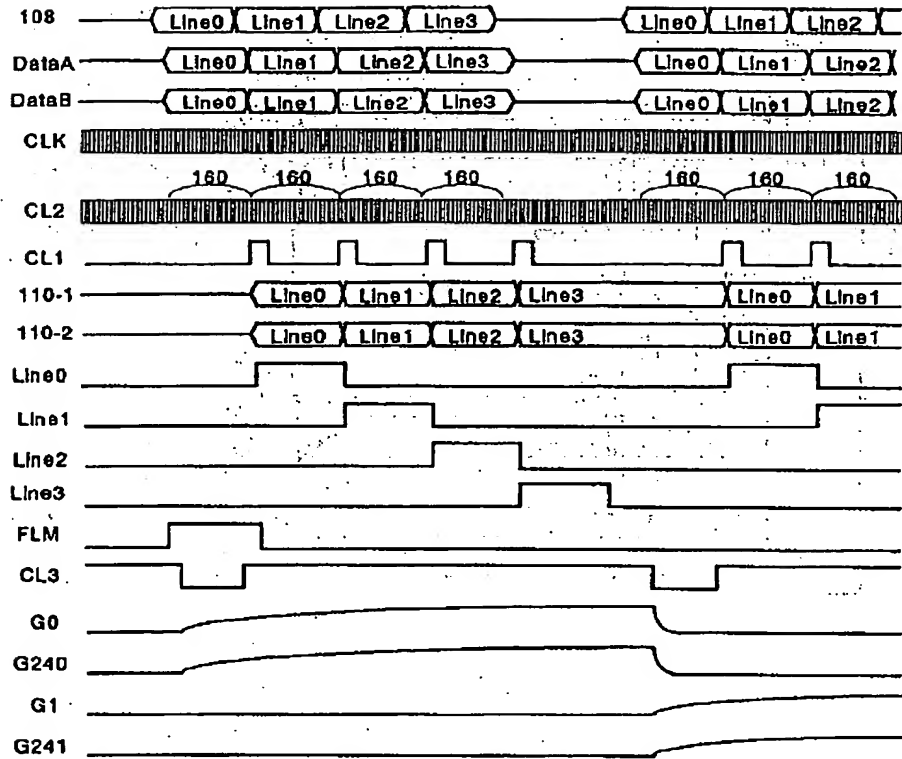 108 Line0 Line1 Line2 Line3 Line0 Line1 Line2
DataA Line0 Line1 Line2 Line3 Line0 Line1 Line2
DataB Line0 Line1 Line2 Line3 Line0 Line1 Line2
CLK
160 160 160 160 160 160 160
CL2
CL1
110-1 Line0 Line1 Line2 Line3 Line0 Line1
110-2 Line0 Line1 Line2 Line3 Line0 Line1
Line0
Line1
Line2
Line3
FLM
CL3
G0
G240
G1
G241